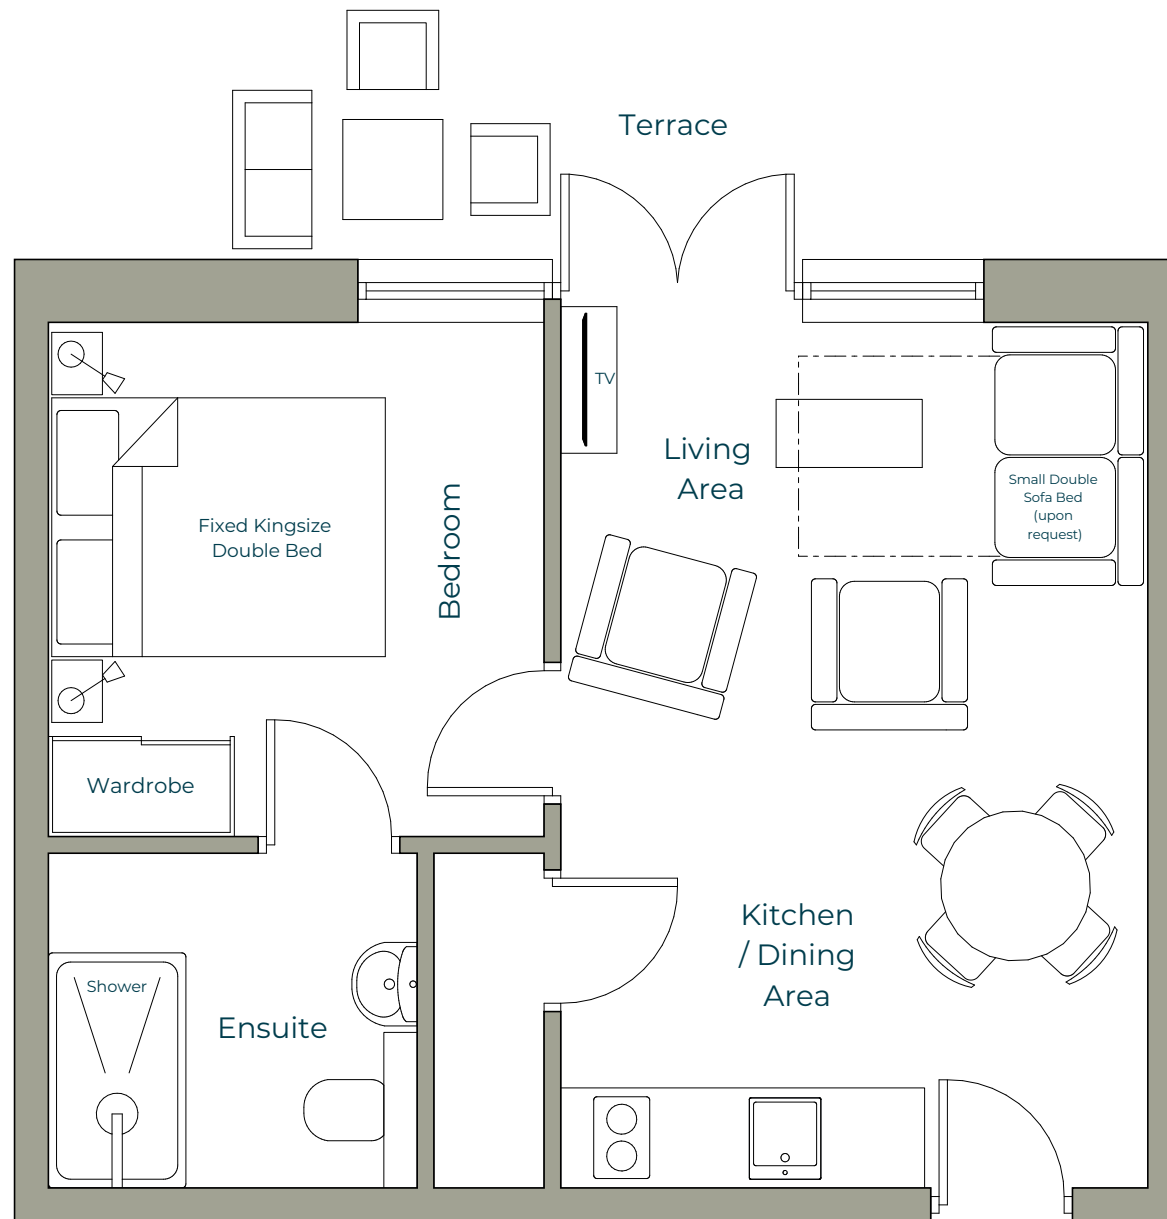 Terrace
TV
Living
Area
Small Double
Sofa Bed
(upon
request)
Fixed Kingsize
Double Bed
Bedroom
Wardrobe
Kitchen
/ Dining
Area
Shower
Ensuite